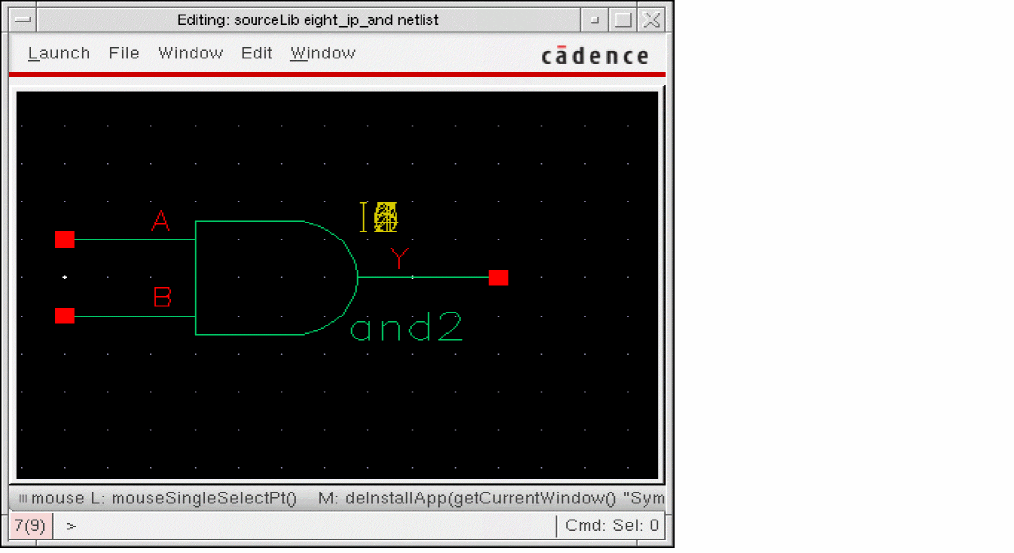 Editing: sourceLib eight_ip_and netlist
Launch File Window Edit Window cādence
A
Y
B
and2
mouse L: mouseSingleSelectPt() M: deInstallApp(getCurrentWindow() "Sym
7(9) > Cmd: Sel: 0